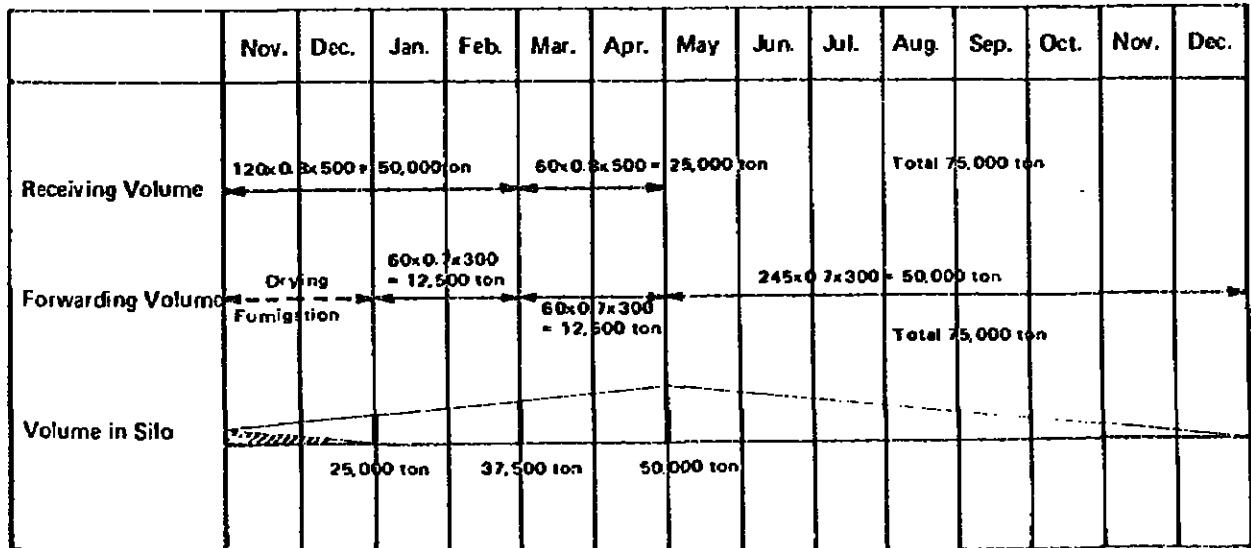 Nov. Dec. Jan. Feb. Mar. Apr. May Jun. Jul. Aug. Sep. Oct. Nov. Dec.
Receiving Volume
120x0.8x500 = 50,000 ton
60x0.8x500 = 25,000 ton
Total 75,000 ton
Forwarding Volume
Drying
Fumigation
60x0.7x300
= 12,500 ton
60x0.7x300
= 12,500 ton
245x0.7x300 = 50,000 ton
Total 75,000 ton
Volume in Silo
25,000 ton
37,500 ton
50,000 ton